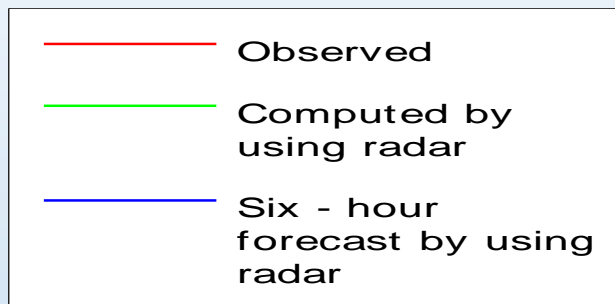 Observed
Computed by
using radar
Six - hour
forecast by using
radar